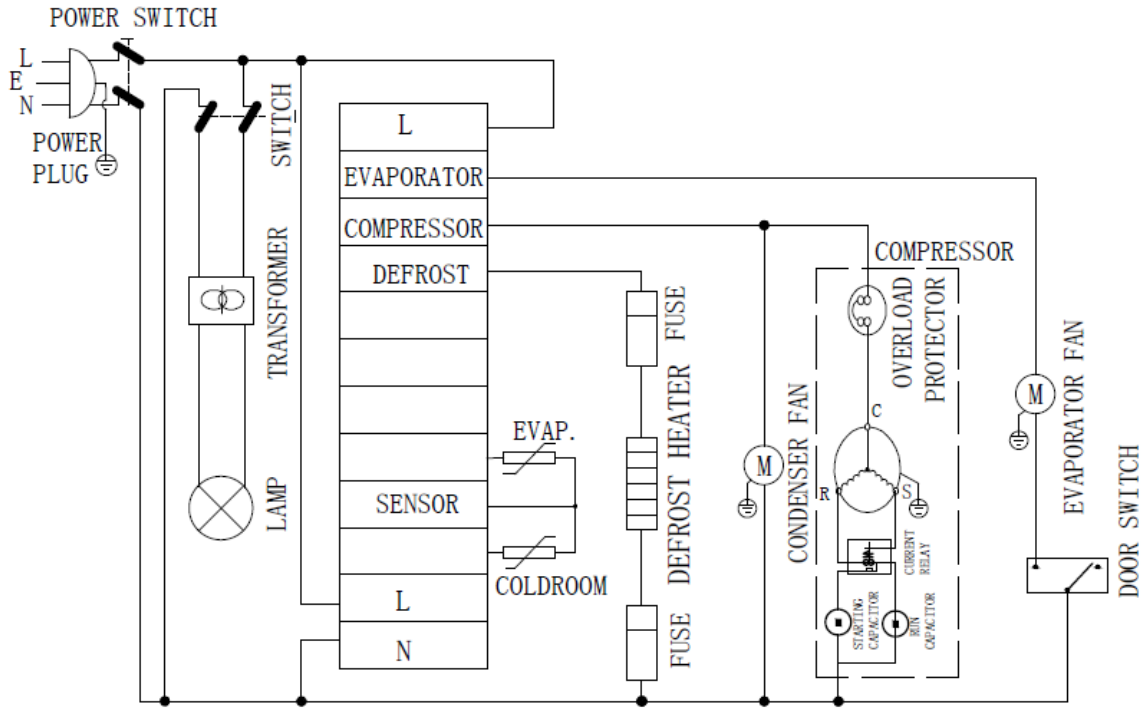 POWER SWITCH
L
E
N
POWER
PLUG
SWITCH
TRANSFORMER
LAMP
L
EVAPORATOR
COMPRESSOR
DEFROST
SENSOR
L
N
EVAP.
COLDROOM
FUSE
DEFROST HEATER
FUSE
M
CONDENSER FAN
COMPRESSOR
OVERLOAD
PROTECTOR
C
R
S
CURRENT
RELAY
STARTING
CAPACITOR
RUN
CAPACITOR
M
EVAPORATOR FAN
DOOR SWITCH